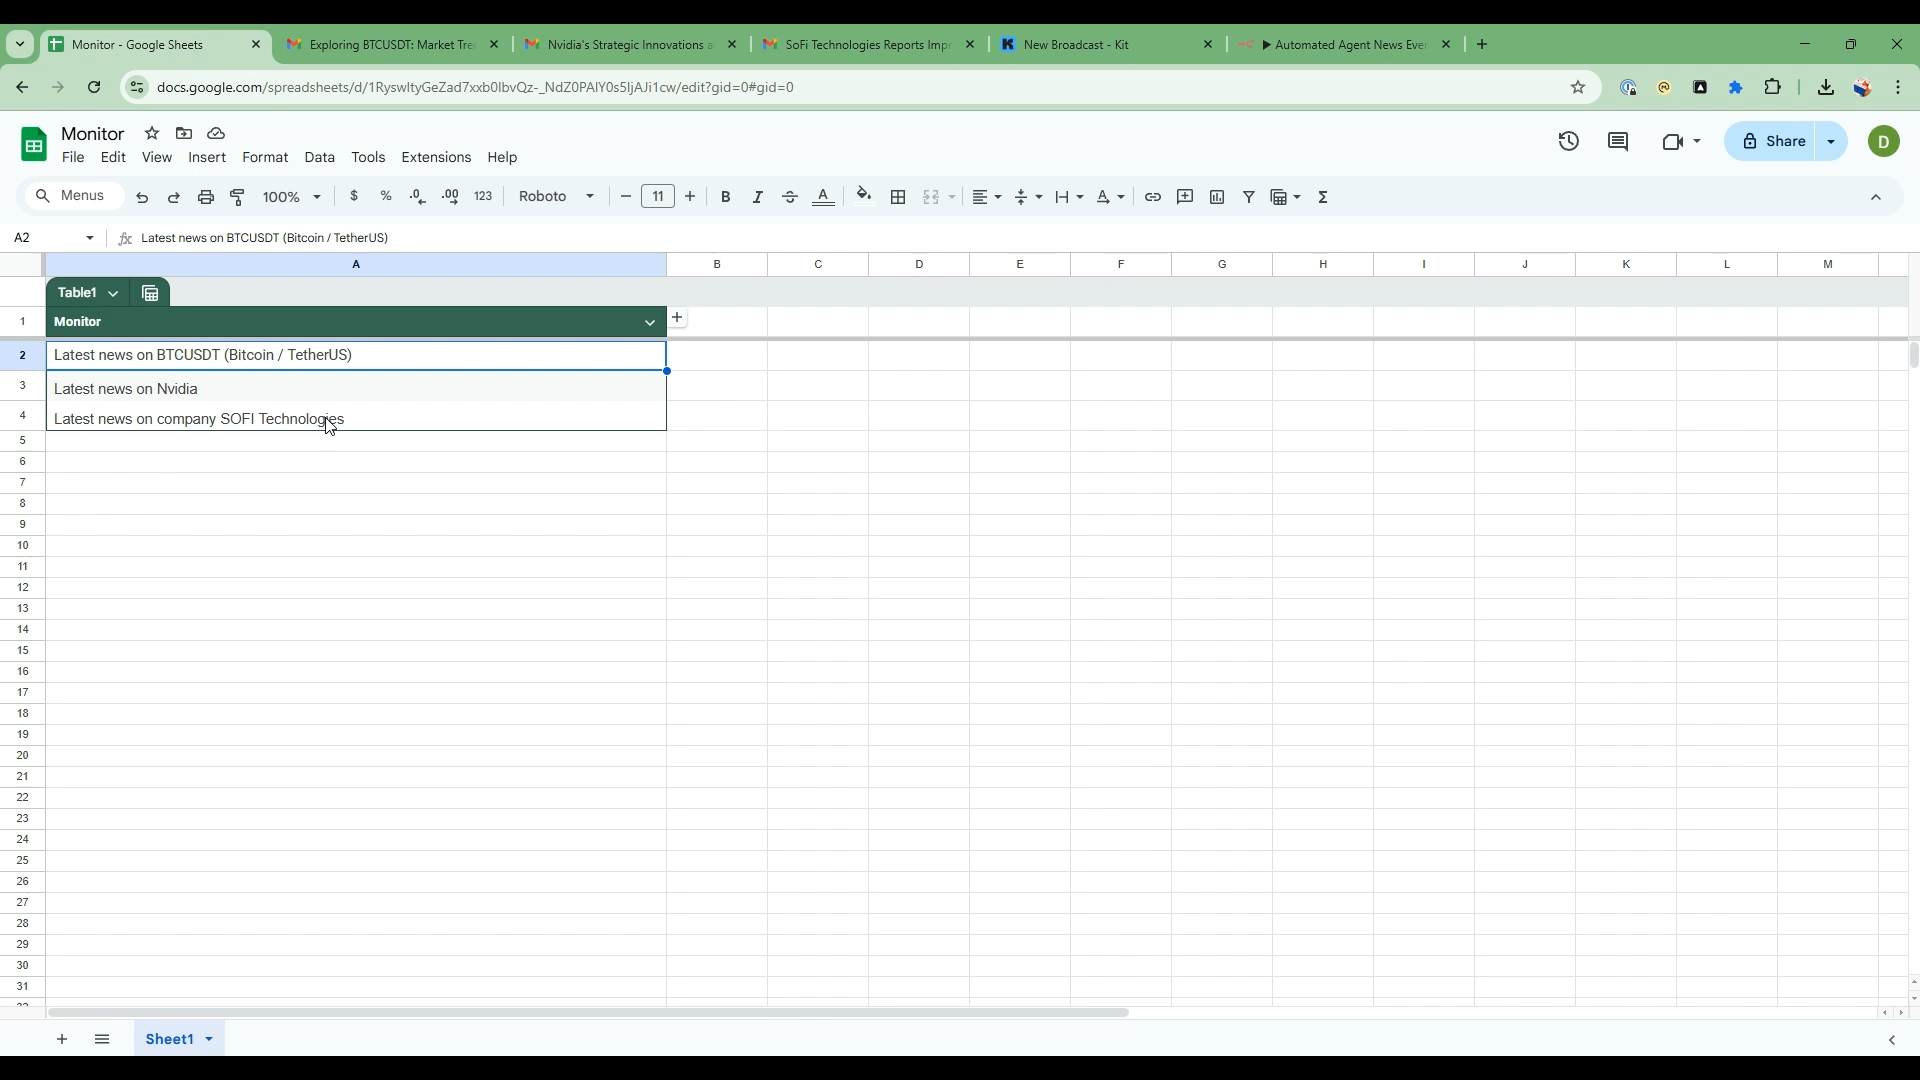 Monitor - Google Sheets
Exploring BTCUSDT: Market Tre
Nvidia's Strategic Innovations a
SoFi Technologies Reports Imp
New Broadcast - Kit
Automated Agent News Eve
docs.google.com/spreadsheets/d/1RyswItyGeZad7xxb0lbvQz-_NdZ0PAlY0s5ljAJi1cw/edit?gid=0#gid=0
Monitor
File Edit View Insert Format Data Tools Extensions Help
Share
D
Menus 100% $ % .0 .00 123 Roboto 11 B I A
A2 fx Latest news on BTCUSDT (Bitcoin / TetherUS)
A B C D E F G H I J K L M
Table1
1 Monitor
2 Latest news on BTCUSDT (Bitcoin / TetherUS)
3 Latest news on Nvidia
4 Latest news on company SOFI Technologies
5
6
7
8
9
10
11
12
13
14
15
16
17
18
19
20
21
22
23
24
25
26
27
28
29
30
31
Sheet1